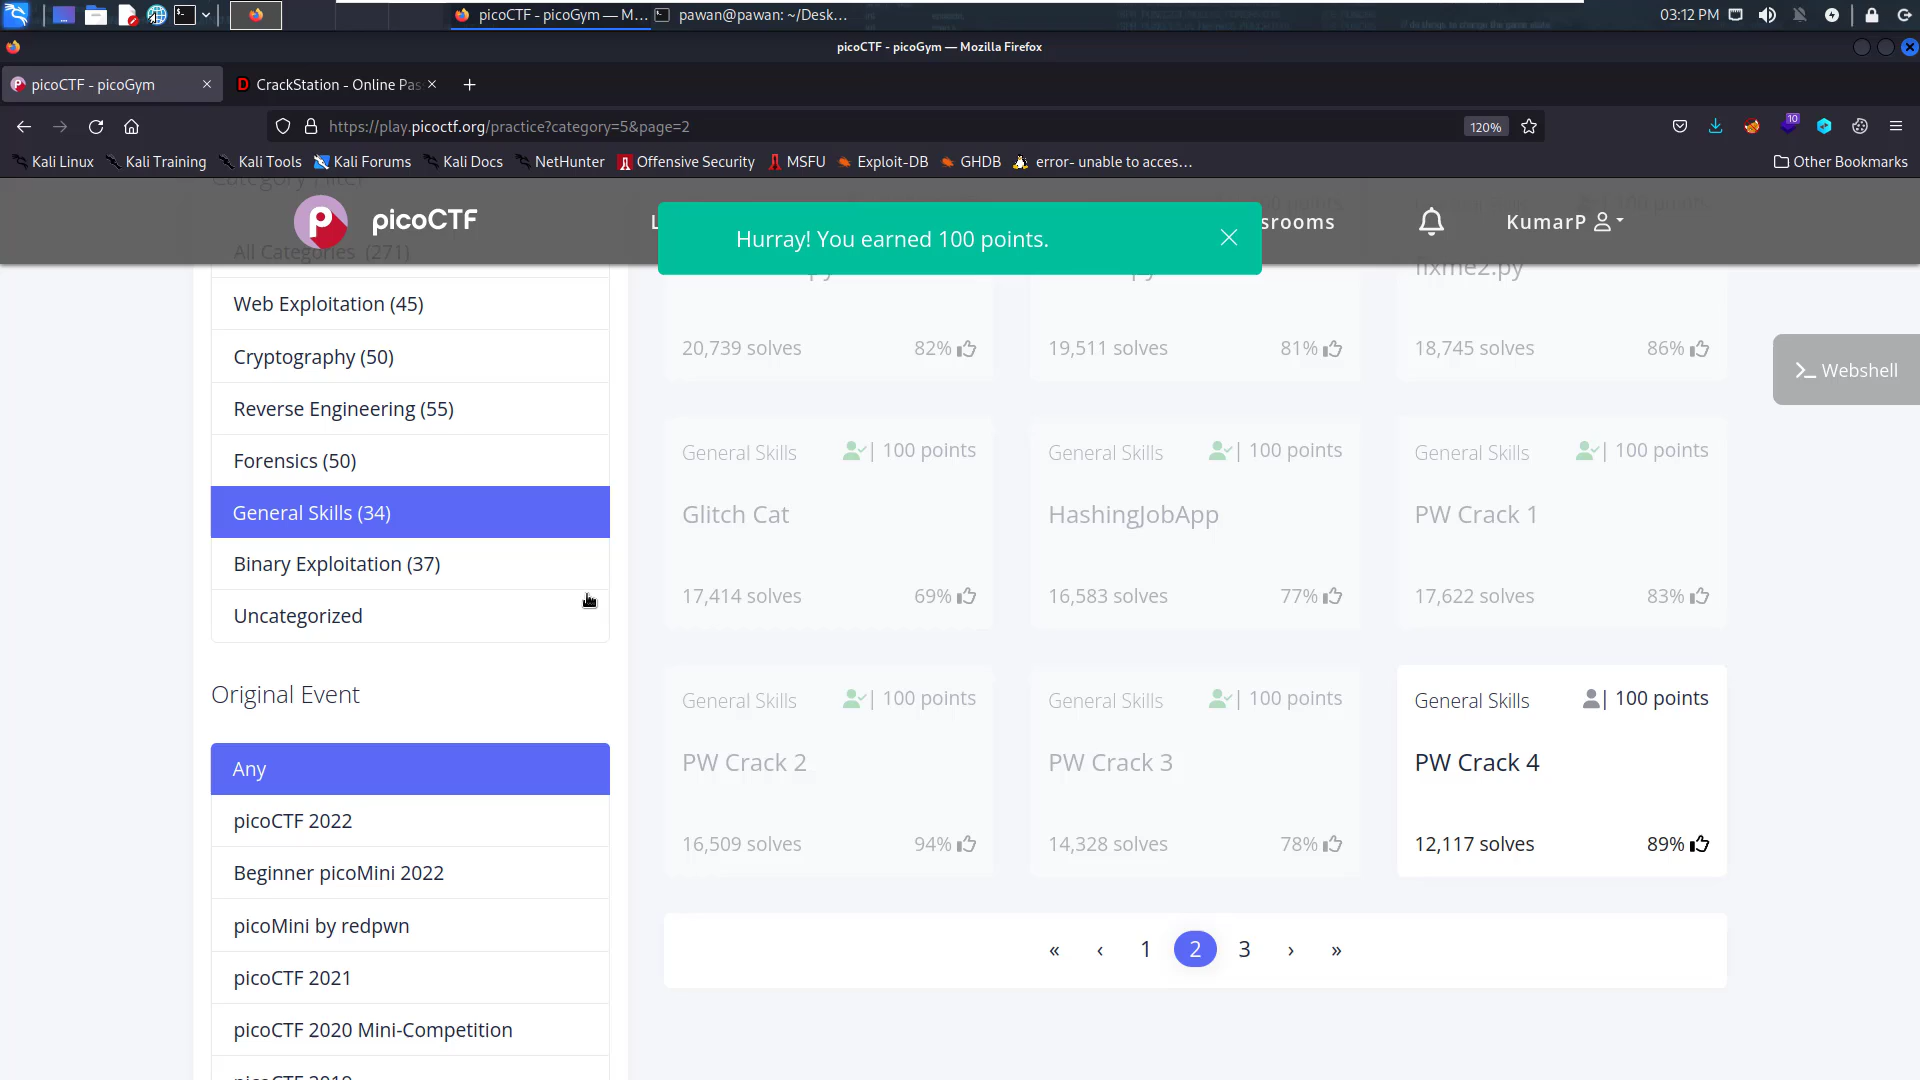 picoCTF - picoGym — M...
pawan@pawan: ~/Desk...
03:12 PM
picoCTF - picoGym — Mozilla Firefox
picoCTF - picoGym
CrackStation - Online Pas
https://play.picoctf.org/practice?category=5&page=2
120%
10
Kali Linux
Kali Training
Kali Tools
Kali Forums
Kali Docs
NetHunter
Offensive Security
MSFU
Exploit-DB
GHDB
error- unable to acces...
Other Bookmarks
Category Filter
picoCTF
L
Hurray! You earned 100 points.
srooms
KumarP
All Categories (271)
fixme2.py
Web Exploitation (45)
Cryptography (50)
Reverse Engineering (55)
Forensics (50)
General Skills (34)
Binary Exploitation (37)
Uncategorized
Original Event
Any
picoCTF 2022
Beginner picoMini 2022
picoMini by redpwn
picoCTF 2021
picoCTF 2020 Mini-Competition
20,739 solves
82%
19,511 solves
81%
18,745 solves
86%
Webshell
General Skills
| 100 points
Glitch Cat
17,414 solves
69%
General Skills
| 100 points
HashingJobApp
16,583 solves
77%
General Skills
| 100 points
PW Crack 1
17,622 solves
83%
General Skills
| 100 points
PW Crack 2
16,509 solves
94%
General Skills
| 100 points
PW Crack 3
14,328 solves
78%
General Skills
| 100 points
PW Crack 4
12,117 solves
89%
« ‹ 1 2 3 › »